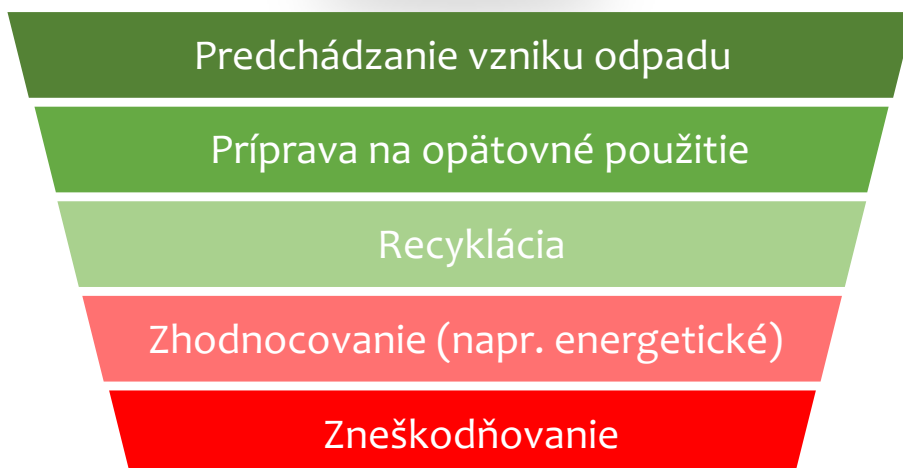 Predchádzanie vzniku odpadu
Príprava na opätovné použitie
Recyklácia
Zhodnocovanie (napr. energetické)
Zneškodňovanie